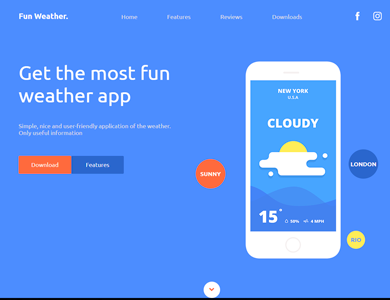 Fun Weather.
Home Features Reviews Downloads
Get the most fun
weather app
Simple, nice and user-friendly application of the weather.
Only useful information
Download Features
NEW YORK
U.S.A
CLOUDY
SUNNY
LONDON
15° 50% 4 MPH
RIO